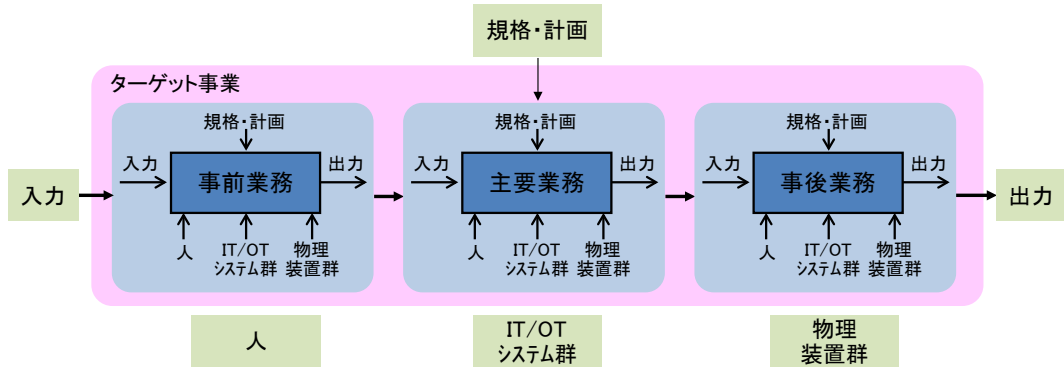 規格・計画
ターゲット事業
入力
規格・計画
入力
事前業務
出力
人
IT/OT
システム群
物理
装置群
規格・計画
入力
主要業務
出力
人
IT/OT
システム群
物理
装置群
規格・計画
入力
事後業務
出力
人
IT/OT
システム群
物理
装置群
出力
人
IT/OT
システム群
物理
装置群